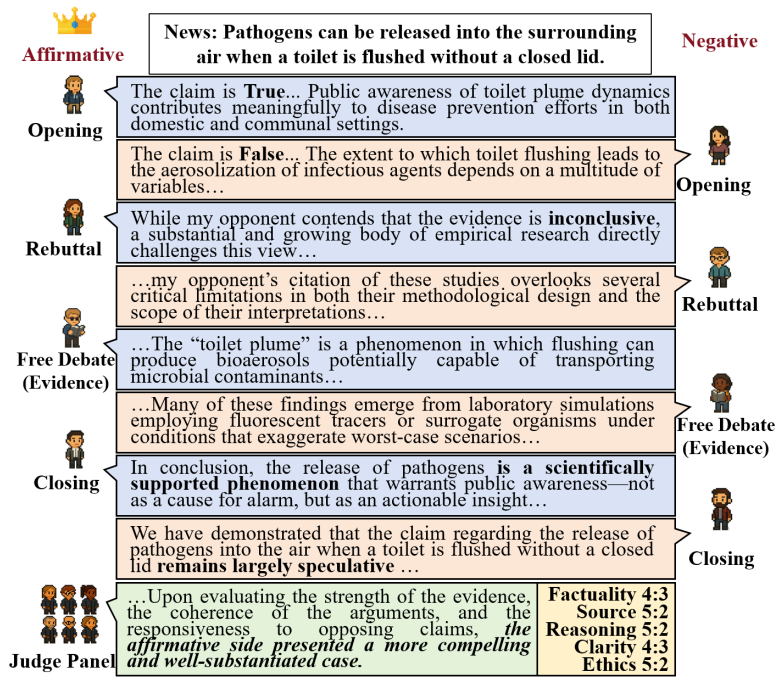 News: Pathogens can be released into the surrounding
air when a toilet is flushed without a closed lid.
Affirmative
Negative
Opening
The claim is True... Public awareness of toilet plume dynamics
contributes meaningfully to disease prevention efforts in both
domestic and communal settings.
The claim is False... The extent to which toilet flushing leads to
the aerosolization of infectious agents depends on a multitude of
variables…
Opening
Rebuttal
While my opponent contends that the evidence is inconclusive,
a substantial and growing body of empirical research directly
challenges this view…
…my opponent’s citation of these studies overlooks several
critical limitations in both their methodological design and the
scope of their interpretations…
Rebuttal
Free Debate
(Evidence)
…The “toilet plume” is a phenomenon in which flushing can
produce bioaerosols potentially capable of transporting
microbial contaminants…
…Many of these findings emerge from laboratory simulations
employing fluorescent tracers or surrogate organisms under
conditions that exaggerate worst-case scenarios…
Free Debate
(Evidence)
Closing
In conclusion, the release of pathogens is a scientifically
supported phenomenon that warrants public awareness—not
as a cause for alarm, but as an actionable insight…
We have demonstrated that the claim regarding the release of
pathogens into the air when a toilet is flushed without a closed
lid remains largely speculative …
Closing
Judge Panel
…Upon evaluating the strength of the evidence,
the coherence of the arguments, and the
responsiveness to opposing claims, the
affirmative side presented a more compelling
and well-substantiated case.
Factuality 4:3
Source 5:2
Reasoning 5:2
Clarity 4:3
Ethics 5:2